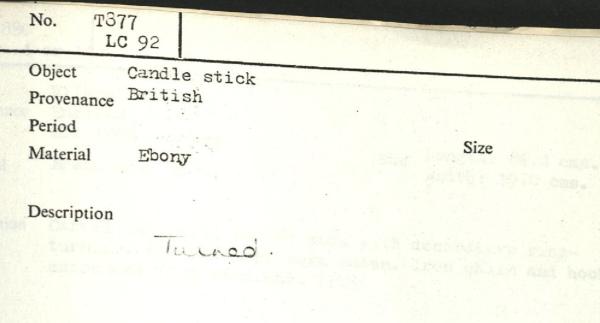 No. T377
LC 92
Object Candle stick
Provenance British
Period
Material Ebony Size
Description
Turned.